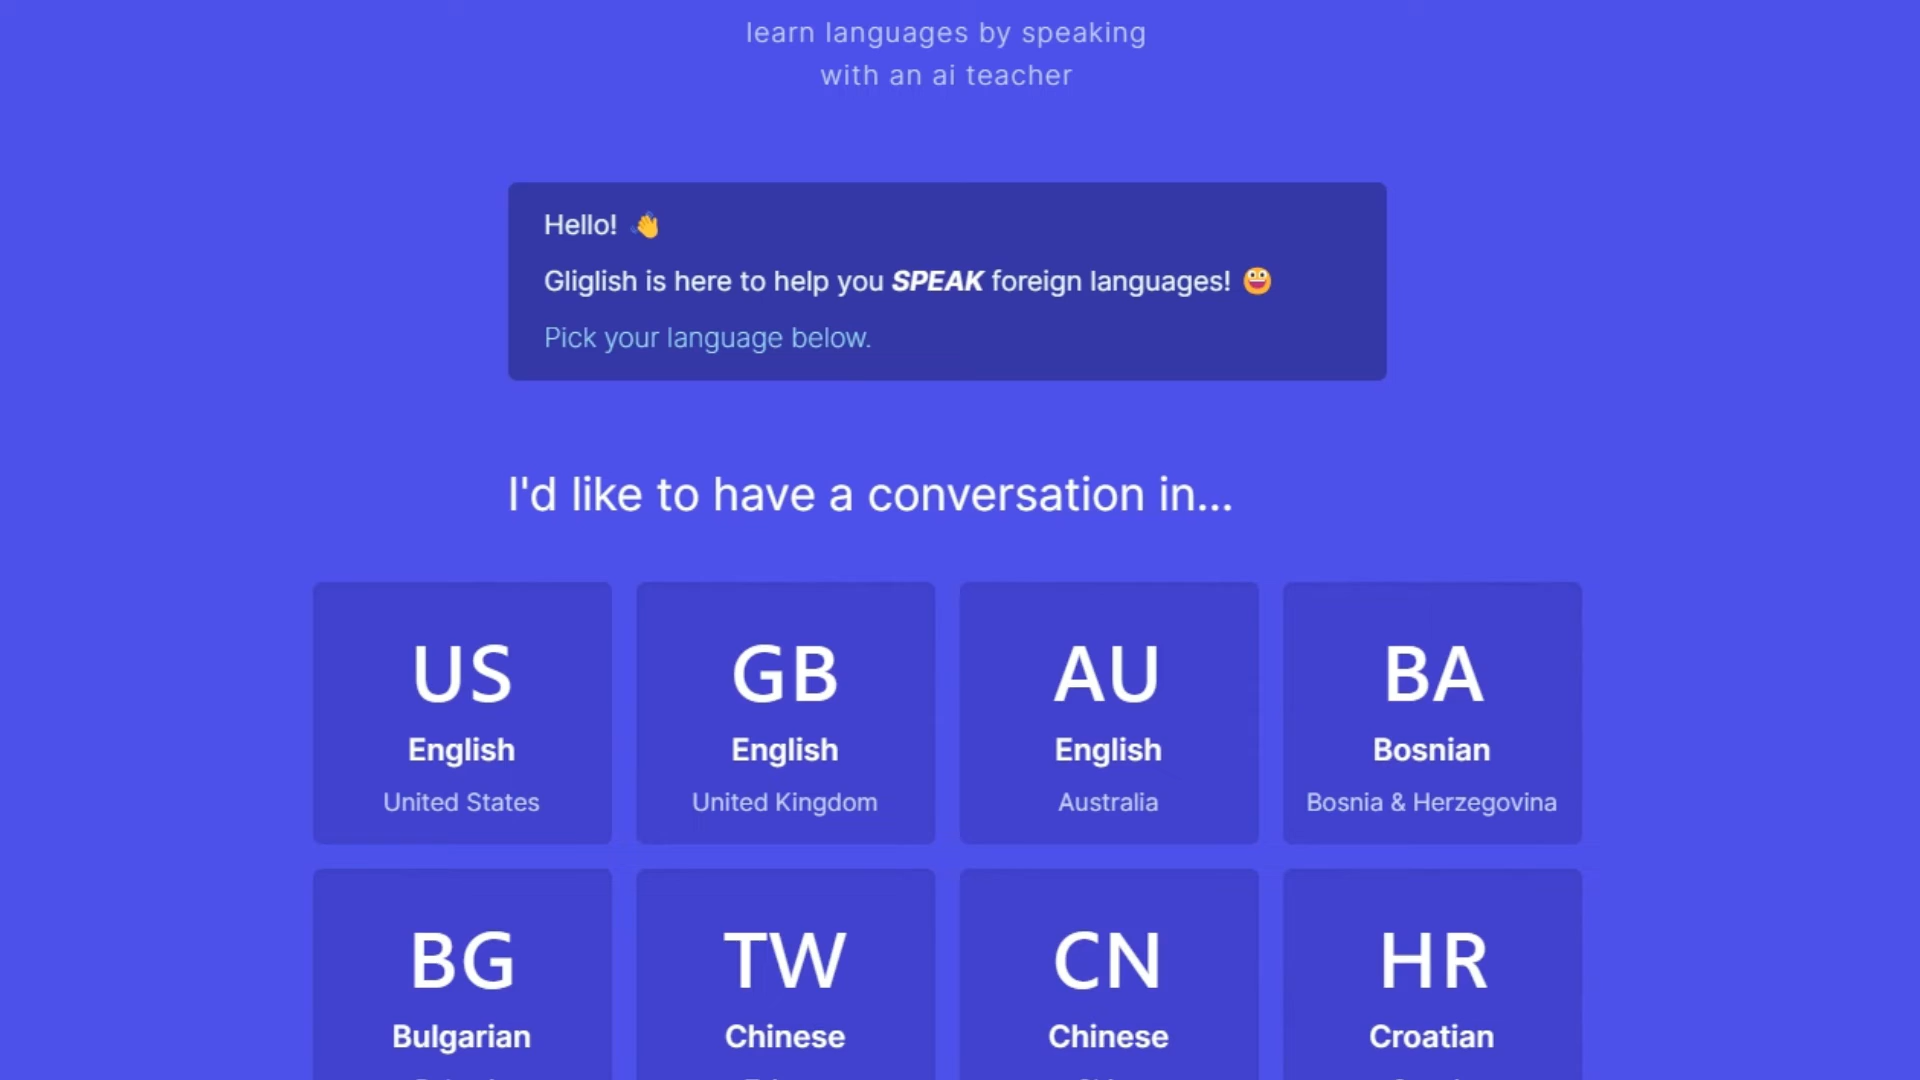 learn languages by speaking
with an ai teacher
Hello! 👋
Gliglish is here to help you SPEAK foreign languages! 😃
Pick your language below.
I'd like to have a conversation in...
US
English
United States
GB
English
United Kingdom
AU
English
Australia
BA
Bosnian
Bosnia & Herzegovina
BG
Bulgarian
TW
Chinese
CN
Chinese
HR
Croatian